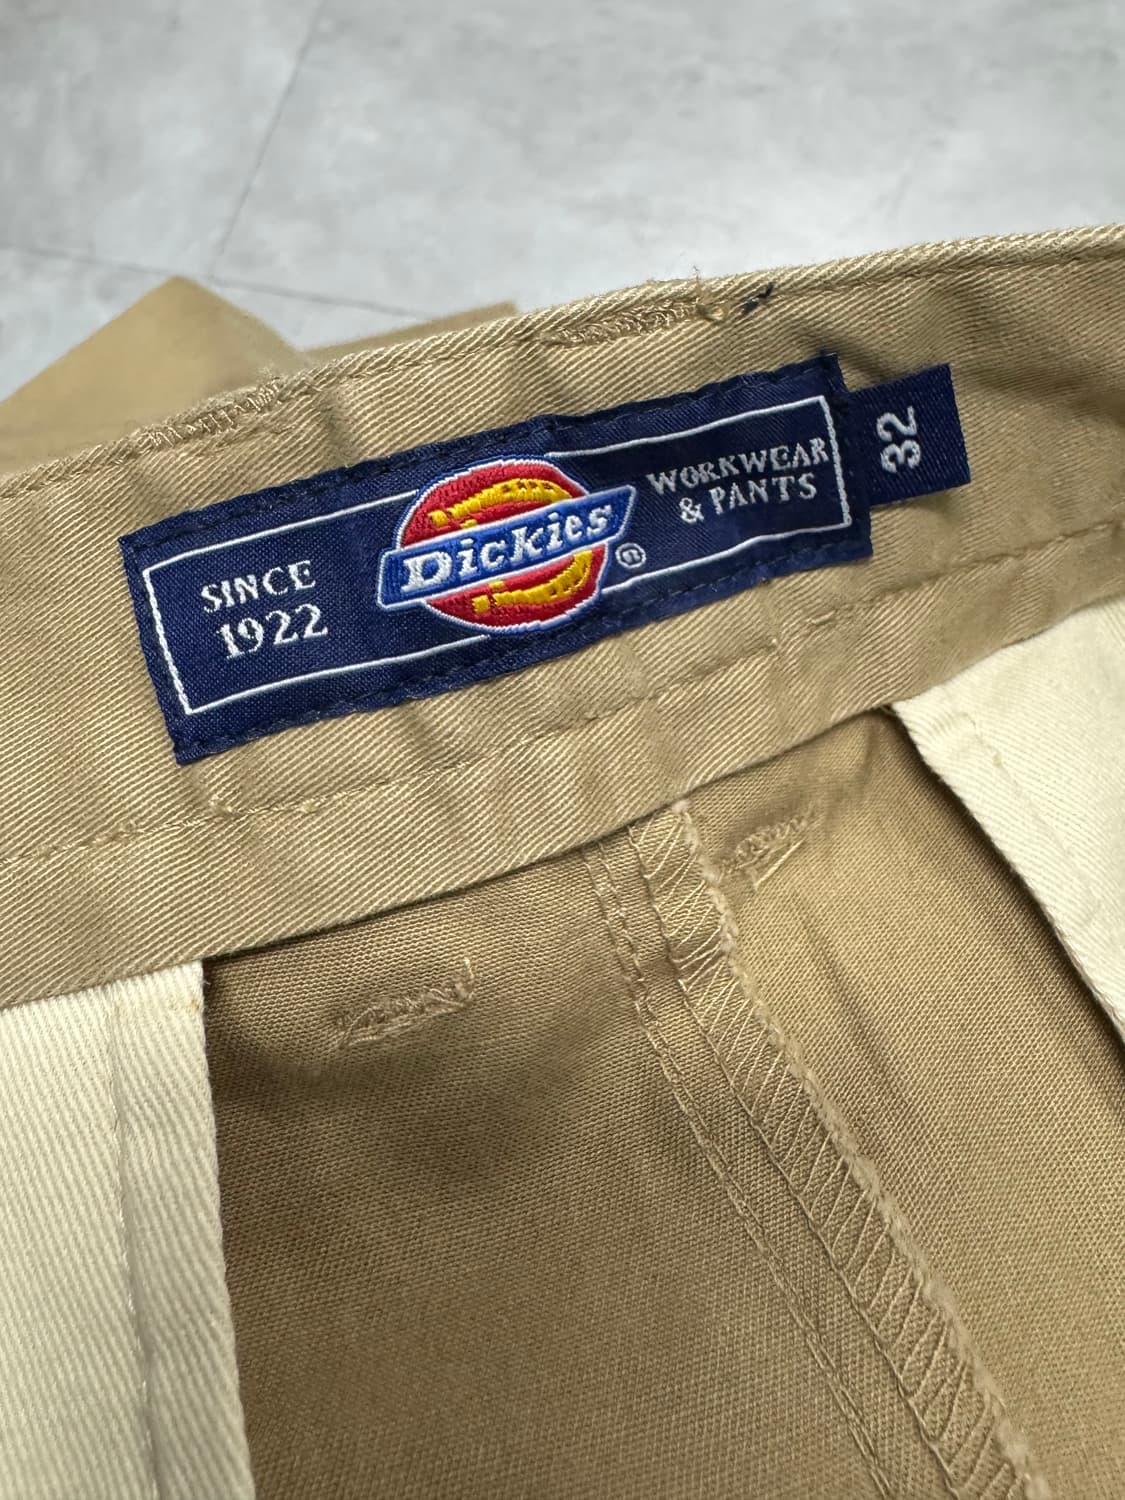 SINCE
1922
Dickies®
WORKWEAR
& PANTS
32